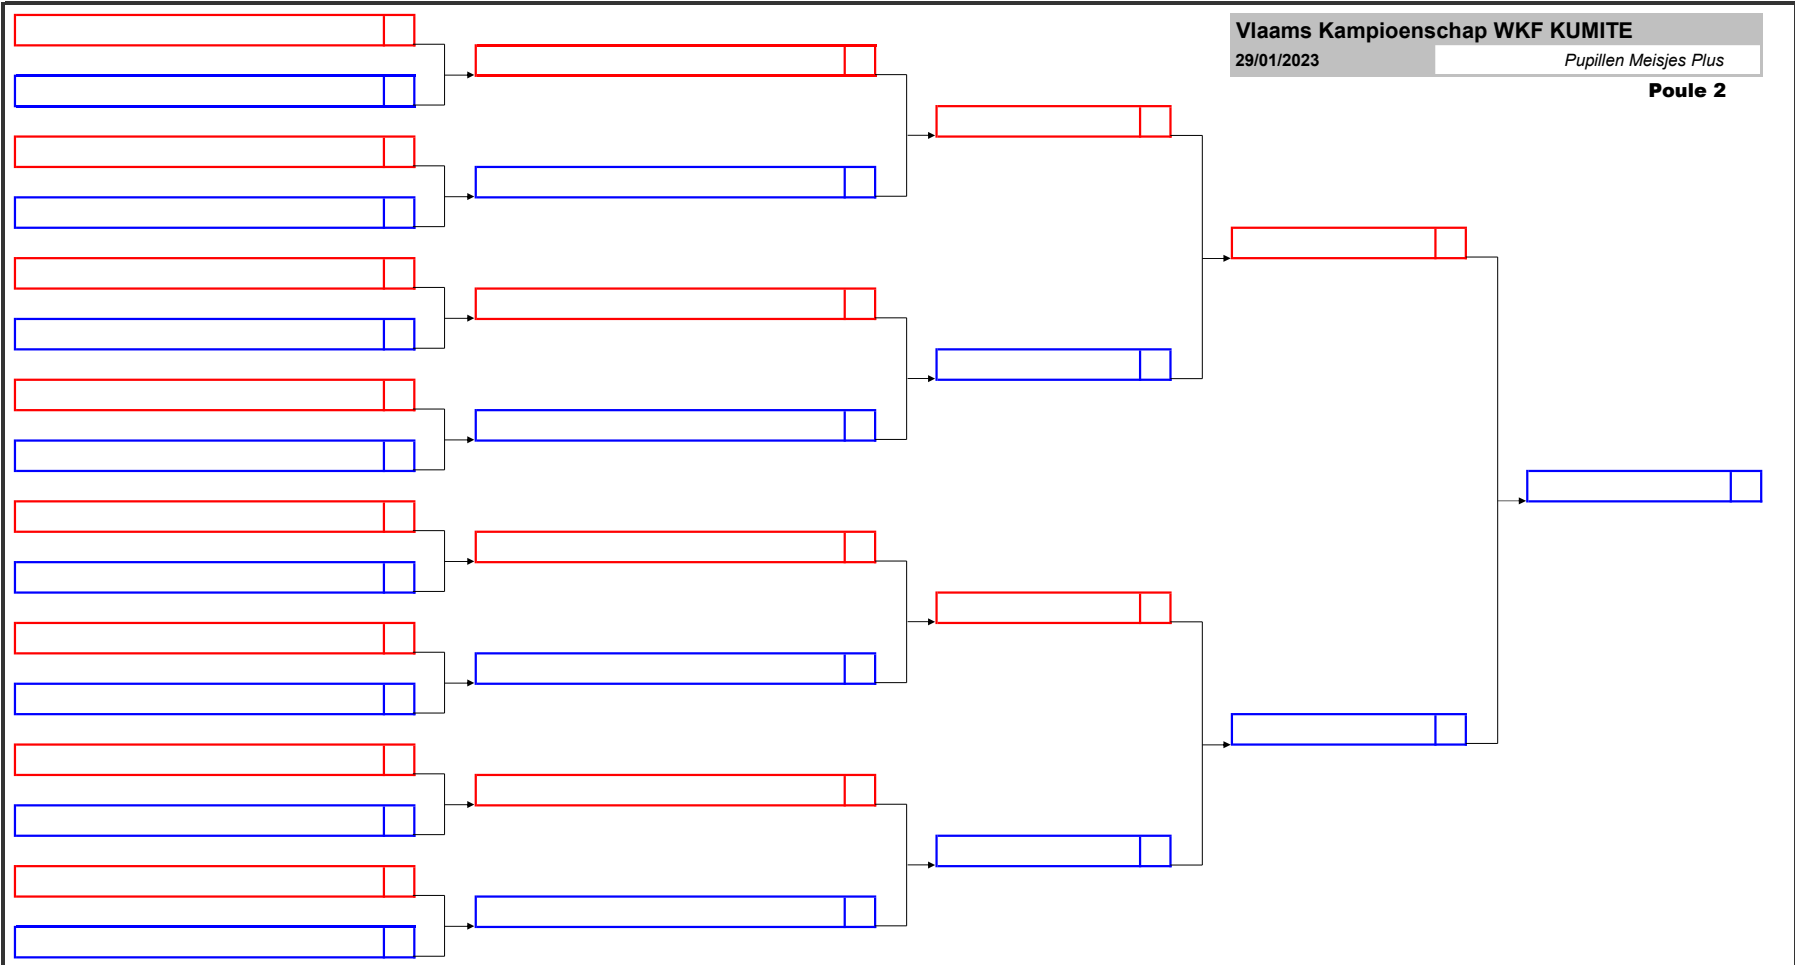 Vlaams Kampioenschap WKF KUMITE
29/01/2023 Pupillen Meisjes Plus
Poule 2